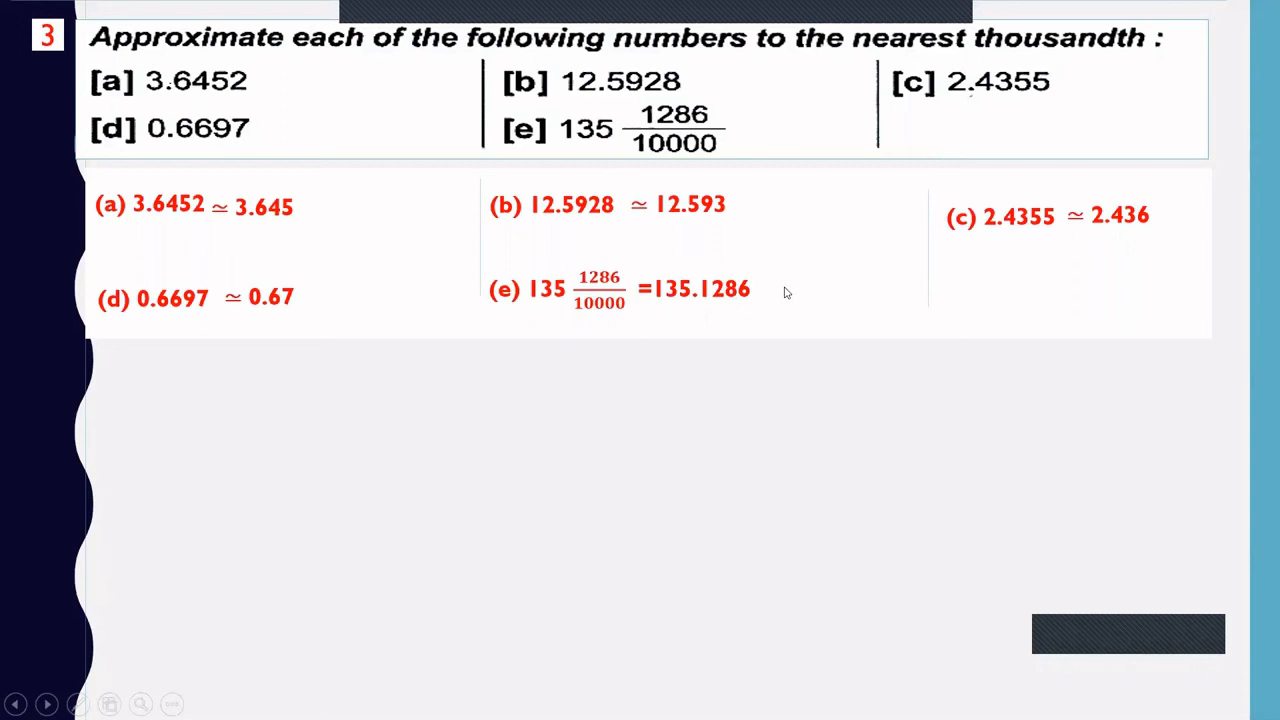 3
Approximate each of the following numbers to the nearest thousandth :
[a] 3.6452 [b] 12.5928 [c] 2.4355
[d] 0.6697 [e] 135 1286/10000
(a) 3.6452 ≃ 3.645 (b) 12.5928 ≃ 12.593 (c) 2.4355 ≃ 2.436
(d) 0.6697 ≃ 0.67 (e) 135 1286/10000 =135.1286